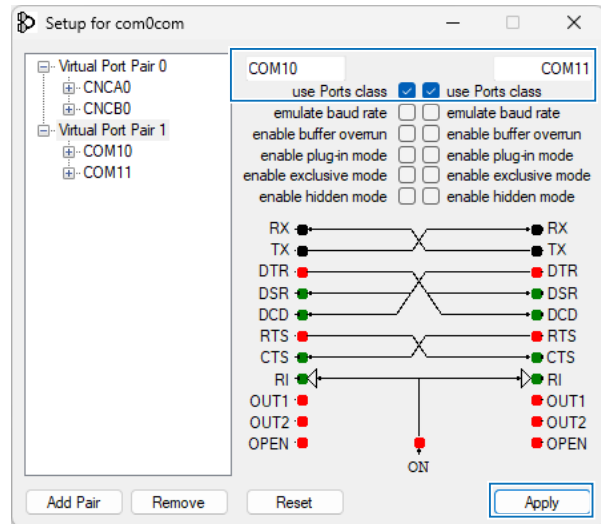 Setup for com0com
Virtual Port Pair 0
CNCA0
CNCB0
Virtual Port Pair 1
COM10
COM11
COM10 COM11
use Ports class use Ports class
emulate baud rate emulate baud rate
enable buffer overrun enable buffer overrun
enable plug-in mode enable plug-in mode
enable exclusive mode enable exclusive mode
enable hidden mode enable hidden mode
RX RX
TX TX
DTR DTR
DSR DSR
DCD DCD
RTS RTS
CTS CTS
RI RI
OUT1 OUT1
OUT2 OUT2
OPEN OPEN
ON
Add Pair Remove Reset Apply